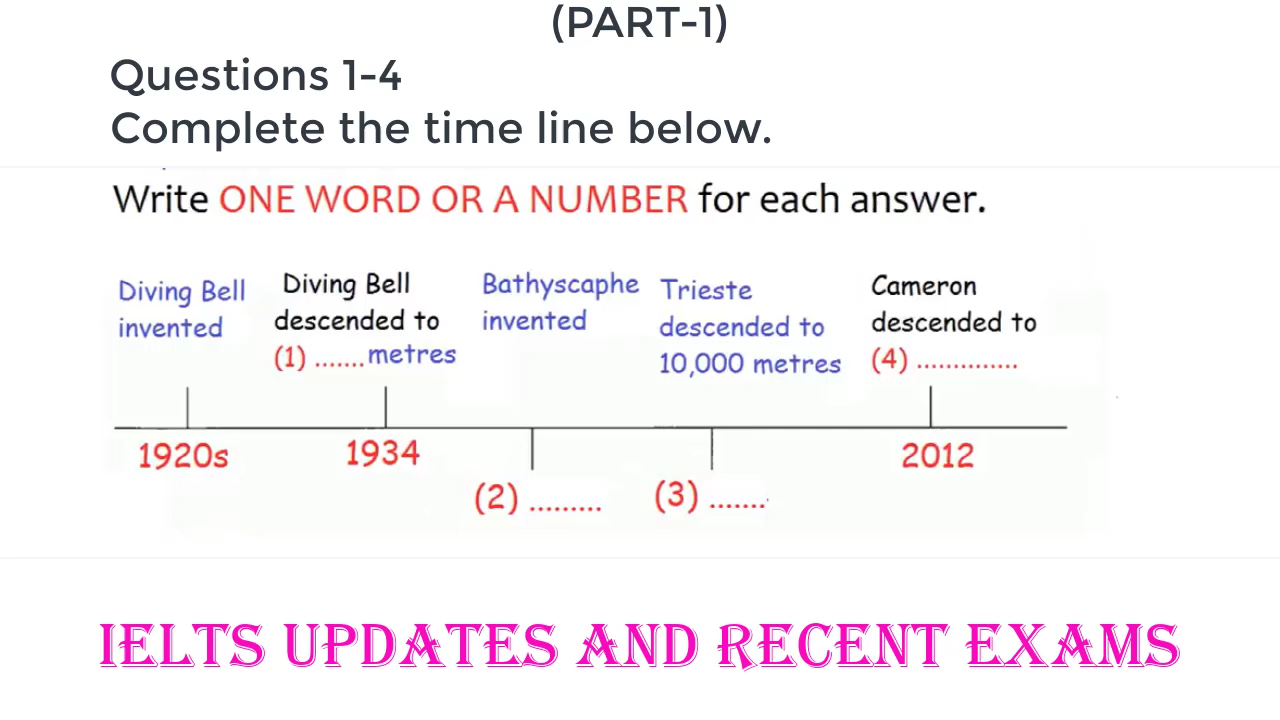 (PART-1)
Questions 1-4
Complete the time line below.
Write ONE WORD OR A NUMBER for each answer.
Diving Bell
invented
Diving Bell
descended to
(1) .......metres
Bathyscaphe
invented
Trieste
descended to
10,000 metres
Cameron
descended to
(4) ..............
1920s
1934
(2) .........
(3) .......
2012
IELTS UPDATES AND RECENT EXAMS